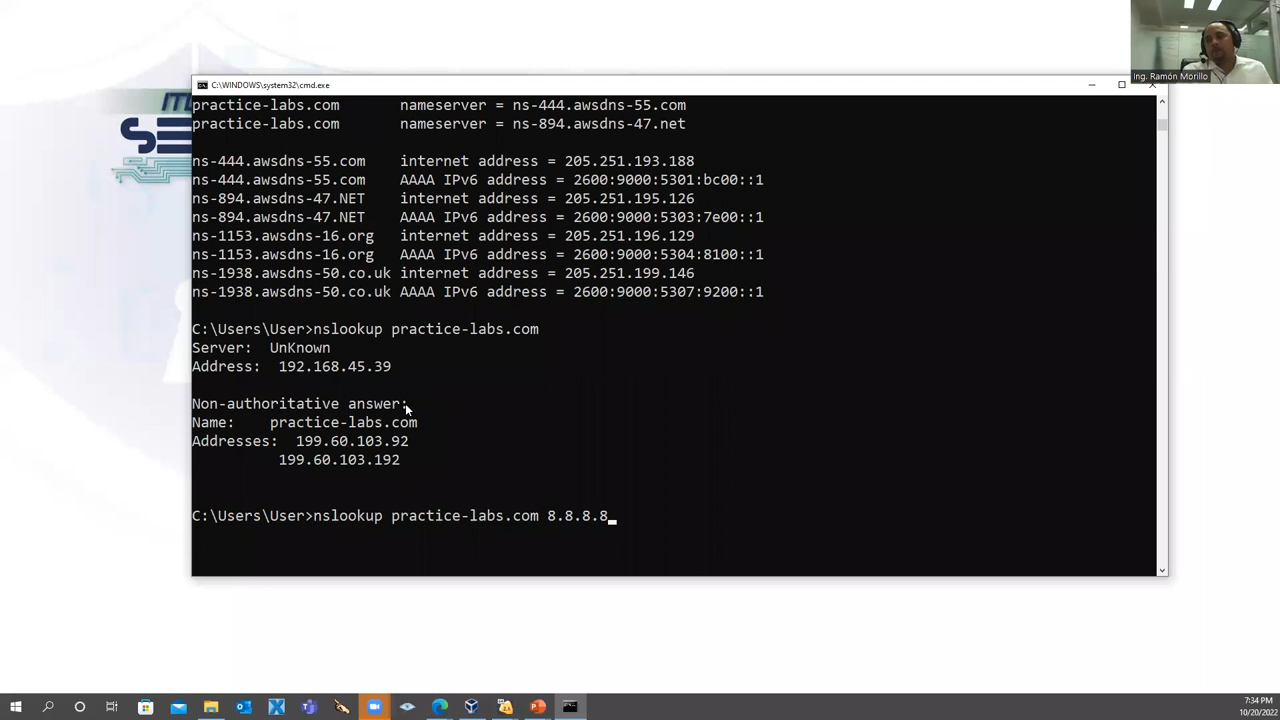 Ing. Ramón Morillo
C:\WINDOWS\system32\cmd.exe
practice-labs.com nameserver = ns-444.awsdns-55.com
practice-labs.com nameserver = ns-894.awsdns-47.net
ns-444.awsdns-55.com internet address = 205.251.193.188
ns-444.awsdns-55.com AAAA IPv6 address = 2600:9000:5301:bc00::1
ns-894.awsdns-47.NET internet address = 205.251.195.126
ns-894.awsdns-47.NET AAAA IPv6 address = 2600:9000:5303:7e00::1
ns-1153.awsdns-16.org internet address = 205.251.196.129
ns-1153.awsdns-16.org AAAA IPv6 address = 2600:9000:5304:8100::1
ns-1938.awsdns-50.co.uk internet address = 205.251.199.146
ns-1938.awsdns-50.co.uk AAAA IPv6 address = 2600:9000:5307:9200::1
C:\Users\User>nslookup practice-labs.com
Server: UnKnown
Address: 192.168.45.39
Non-authoritative answer:
Name: practice-labs.com
Addresses: 199.60.103.92
199.60.103.192
C:\Users\User>nslookup practice-labs.com 8.8.8.8
7:34 PM
10/20/2022